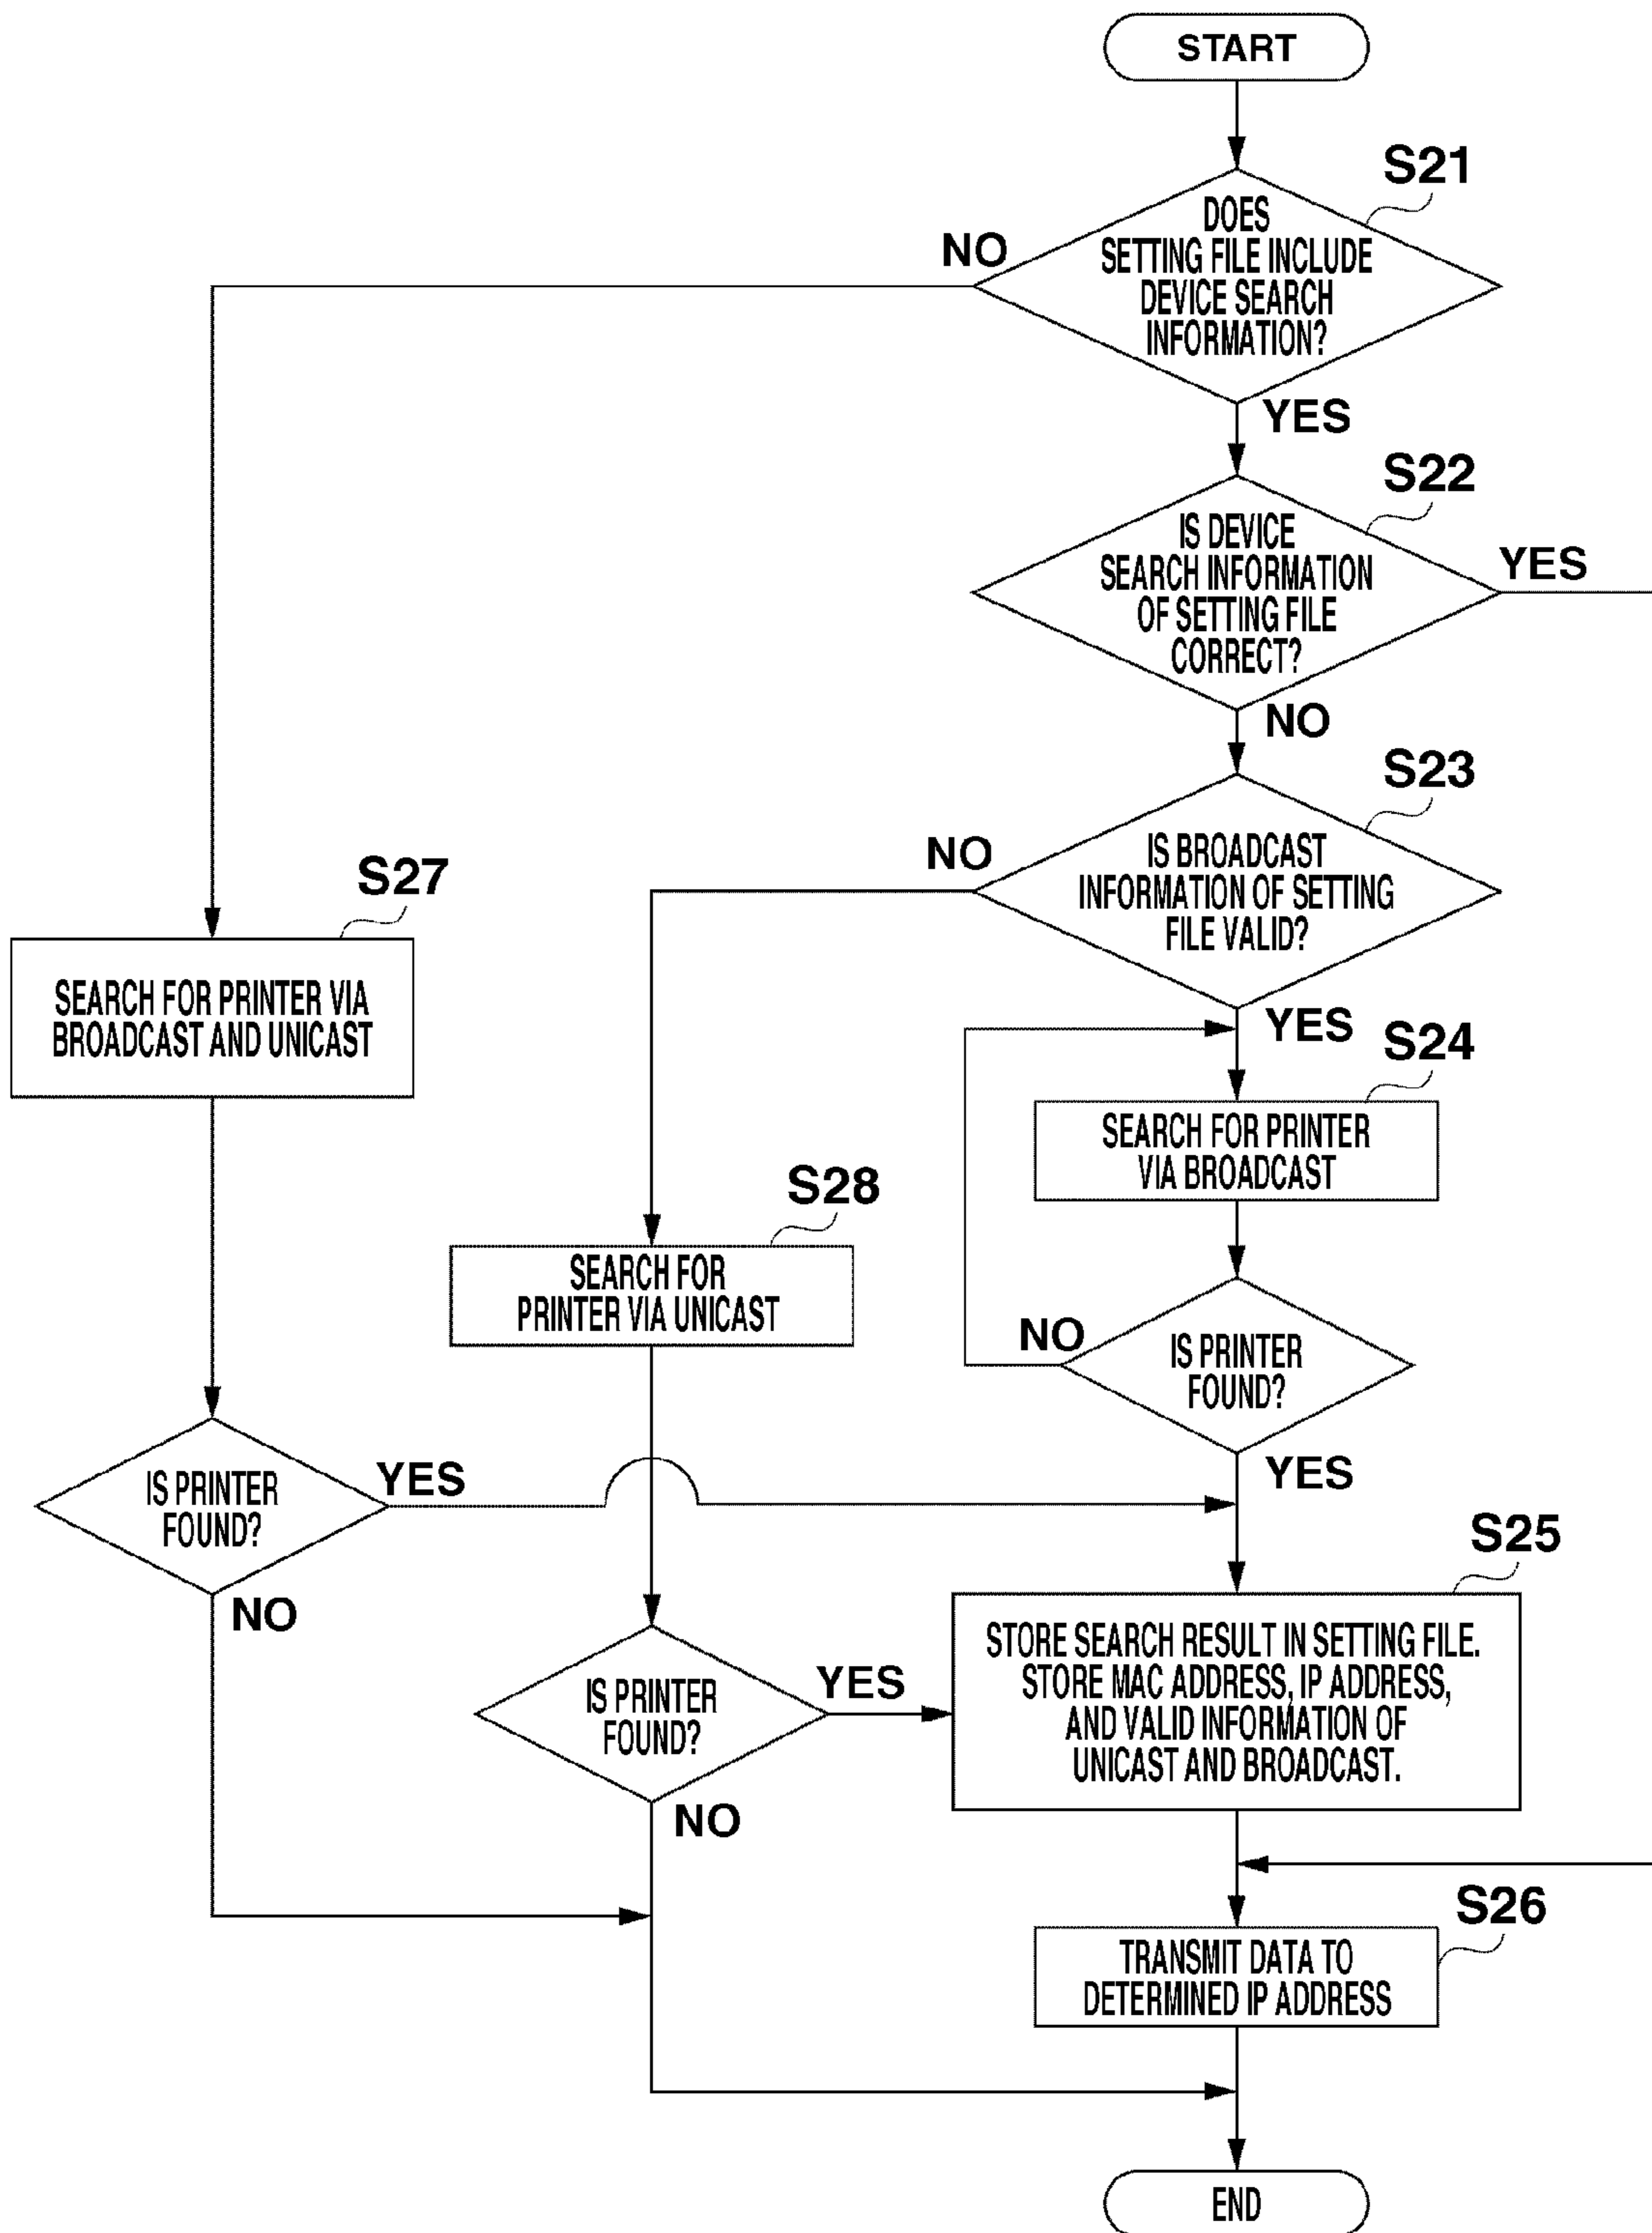 START
S21
DOES
SETTING FILE INCLUDE
DEVICE SEARCH
INFORMATION?
NO
YES
S22
IS DEVICE
SEARCH INFORMATION
OF SETTING FILE
CORRECT?
YES
NO
S23
IS BROADCAST
INFORMATION OF SETTING
FILE VALID?
NO
YES
S27
SEARCH FOR PRINTER VIA
BROADCAST AND UNICAST
S24
SEARCH FOR PRINTER
VIA BROADCAST
S28
SEARCH FOR
PRINTER VIA UNICAST
NO
IS PRINTER
FOUND?
YES
IS PRINTER
FOUND?
YES
NO
S25
STORE SEARCH RESULT IN SETTING FILE.
STORE MAC ADDRESS, IP ADDRESS,
AND VALID INFORMATION OF
UNICAST AND BROADCAST.
IS PRINTER
FOUND?
YES
NO
S26
TRANSMIT DATA TO
DETERMINED IP ADDRESS
END